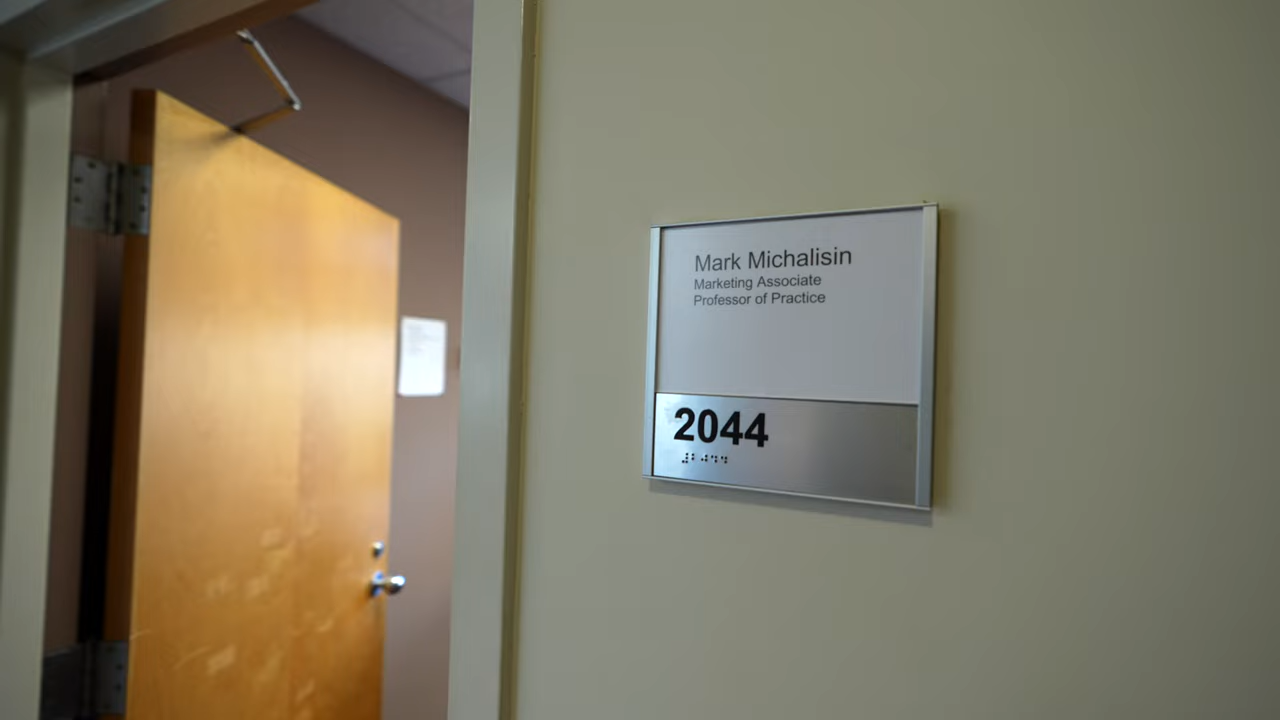 Mark Michalisin
Marketing Associate
Professor of Practice
2044